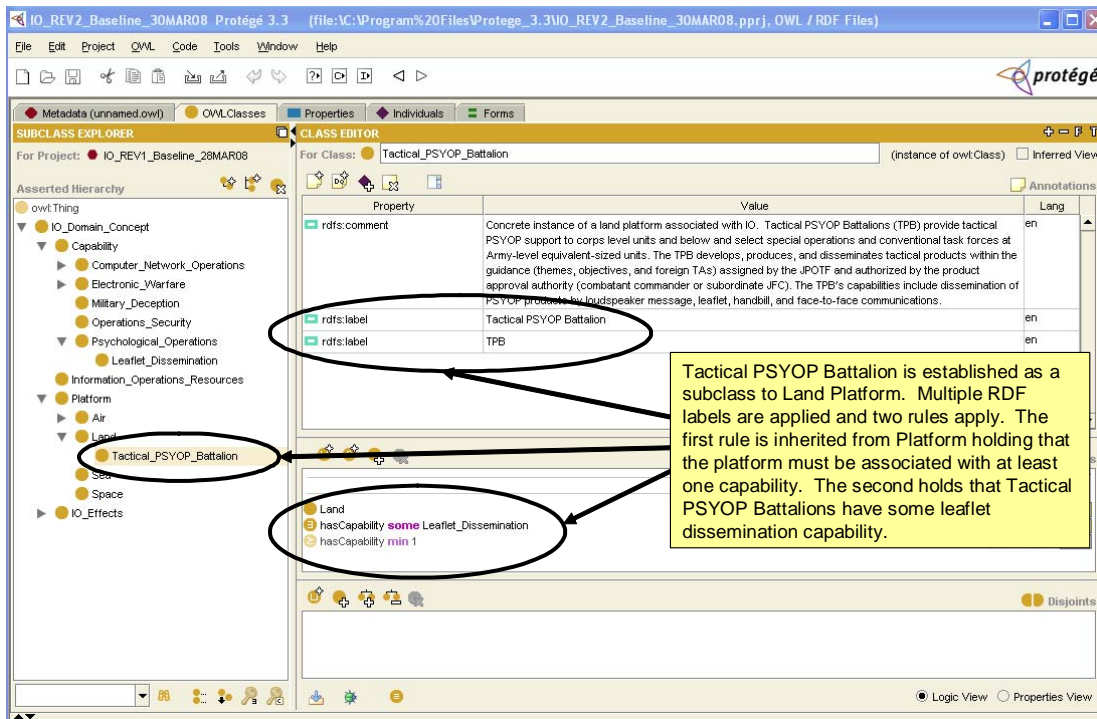 IO_REV2_Baseline_30MAR08 Protégé 3.3 (file:\C:\Program%20Files\Protege_3.3\IO_REV2_Baseline_30MAR08.pprj, OWL / RDF Files)
File Edit Project OWL Code Tools Window Help
protégé
Metadata (unnamed.owl) OWLClasses Properties Individuals Forms
SUBCLASS EXPLORER
For Project: IO_REV1_Baseline_28MAR08
Asserted Hierarchy
owl:Thing
IO_Domain_Concept
Capability
Computer_Network_Operations
Electronic_Warfare
Military_Deception
Operations_Security
Psychological_Operations
Leaflet_Dissemination
Information_Operations_Resources
Platform
Air
Land
Tactical_PSYOP_Battalion
Sea
Space
IO_Effects
CLASS EDITOR
For Class: Tactical_PSYOP_Battalion (instance of owl:Class) Inferred View
Annotations
Property Value Lang
rdfs:comment
Concrete instance of a land platform associated with IO. Tactical PSYOP Battalions (TPB) provide tactical
PSYOP support to corps level units and below and select special operations and conventional task forces at
Army-level equivalent-sized units. The TPB develops, produces, and disseminates tactical products within the
guidance (themes, objectives, and foreign TAs) assigned by the JPOTF and authorized by the product
approval authority (combatant commander or subordinate JFC). The TPB's capabilities include dissemination of
PSYOP products by loudspeaker message, leaflet, handbill, and face-to-face communications.
en
rdfs:label Tactical PSYOP Battalion en
rdfs:label TPB en
Tactical PSYOP Battalion is established as a
subclass to Land Platform. Multiple RDF
labels are applied and two rules apply. The
first rule is inherited from Platform holding that
the platform must be associated with at least
one capability. The second holds that Tactical
PSYOP Battalions have some leaflet
dissemination capability.
Land
hasCapability some Leaflet_Dissemination
hasCapability min 1
Disjoints
Logic View Properties View